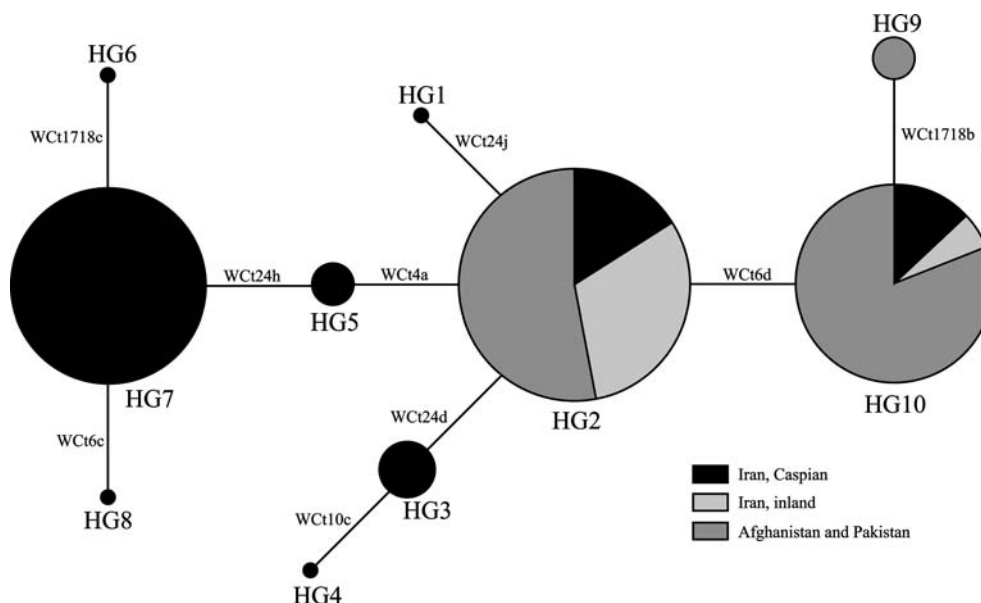 HG9
HG6
HG1
WCt1718c
WCt24j
WCt1718b
WCt24h
WCt4a
WCt6d
HG5
HG7
HG2
HG10
WCt24d
WCt6c
Iran, Caspian
HG3
Iran, inland
HG8
WCt10c
Afghanistan and Pakistan
HG4